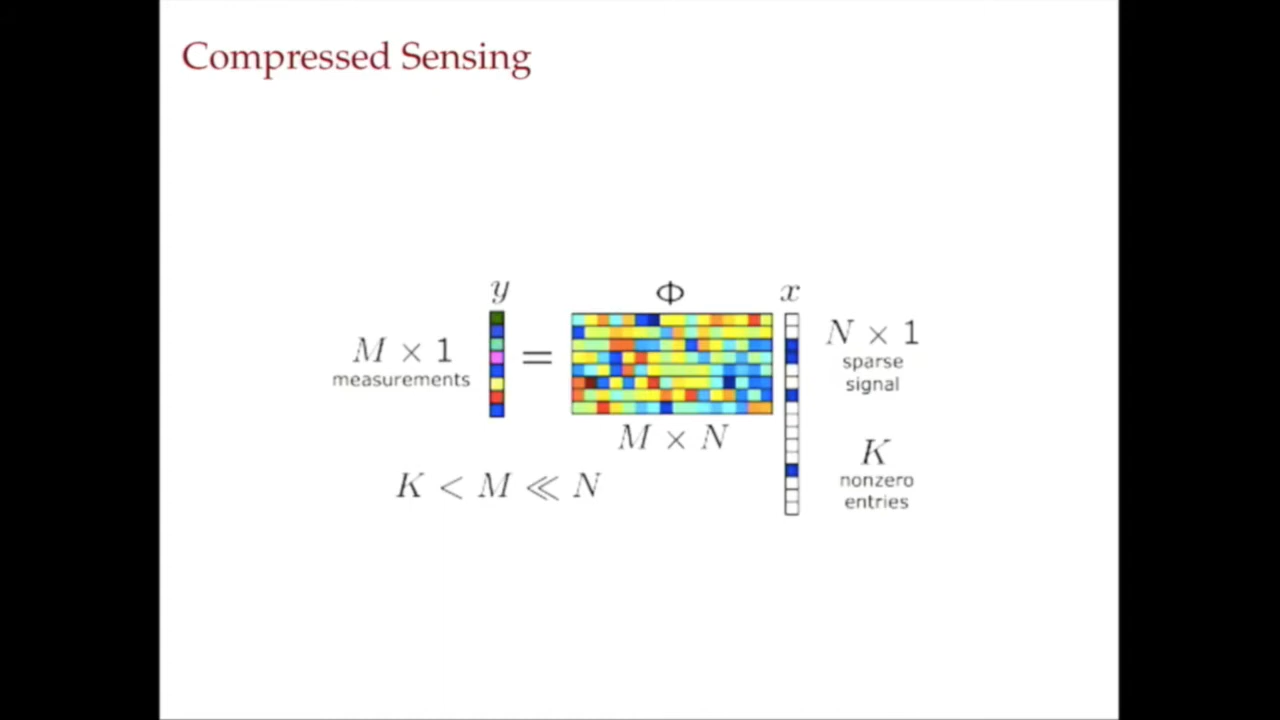 Compressed Sensing
y
Φ
x
M × 1
measurements
=
N × 1
sparse
signal
M × N
K
nonzero
entries
K < M ≪ N